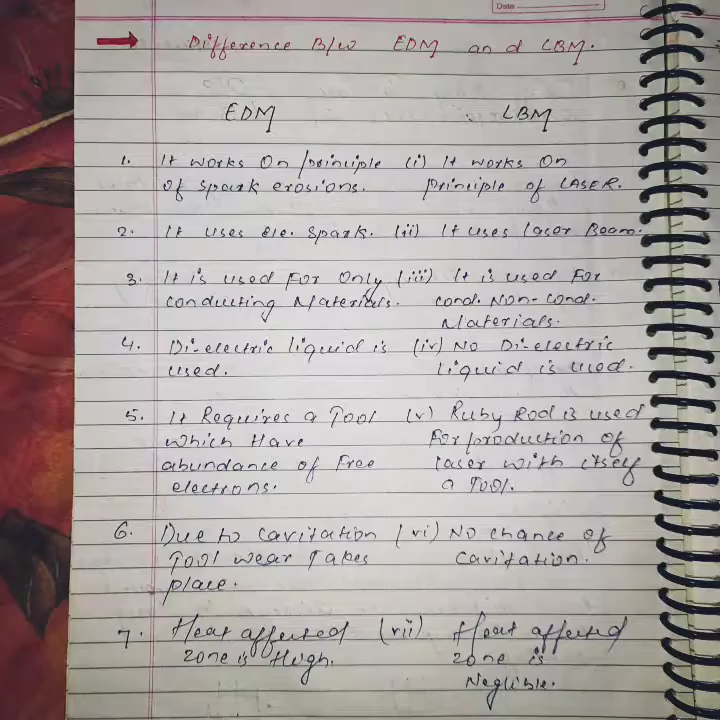 Date
Difference B/w EDM and LBM.
EDM LBM
1. It works On principle (i) It works On
of spark erosions. principle of LASER.
2. It uses ele. spark. (ii) It uses laser Beam.
3. It is used For Only (iii) It is used For
conducting Materials. cond. Non-cond.
Materials.
4. Di-electric liquid is (iv) NO Di-electric
used. liquid is used.
5. It Requires a Tool (v) Ruby Rod is used
which Have For production of
abundance of Free laser with itself
electrons. a Tool.
6. Due to cavitation (vi) NO chance of
Tool wear Takes cavitation.
place.
7. Heat affected (vii) Heat affected
zone is High. zone is
Neglible.